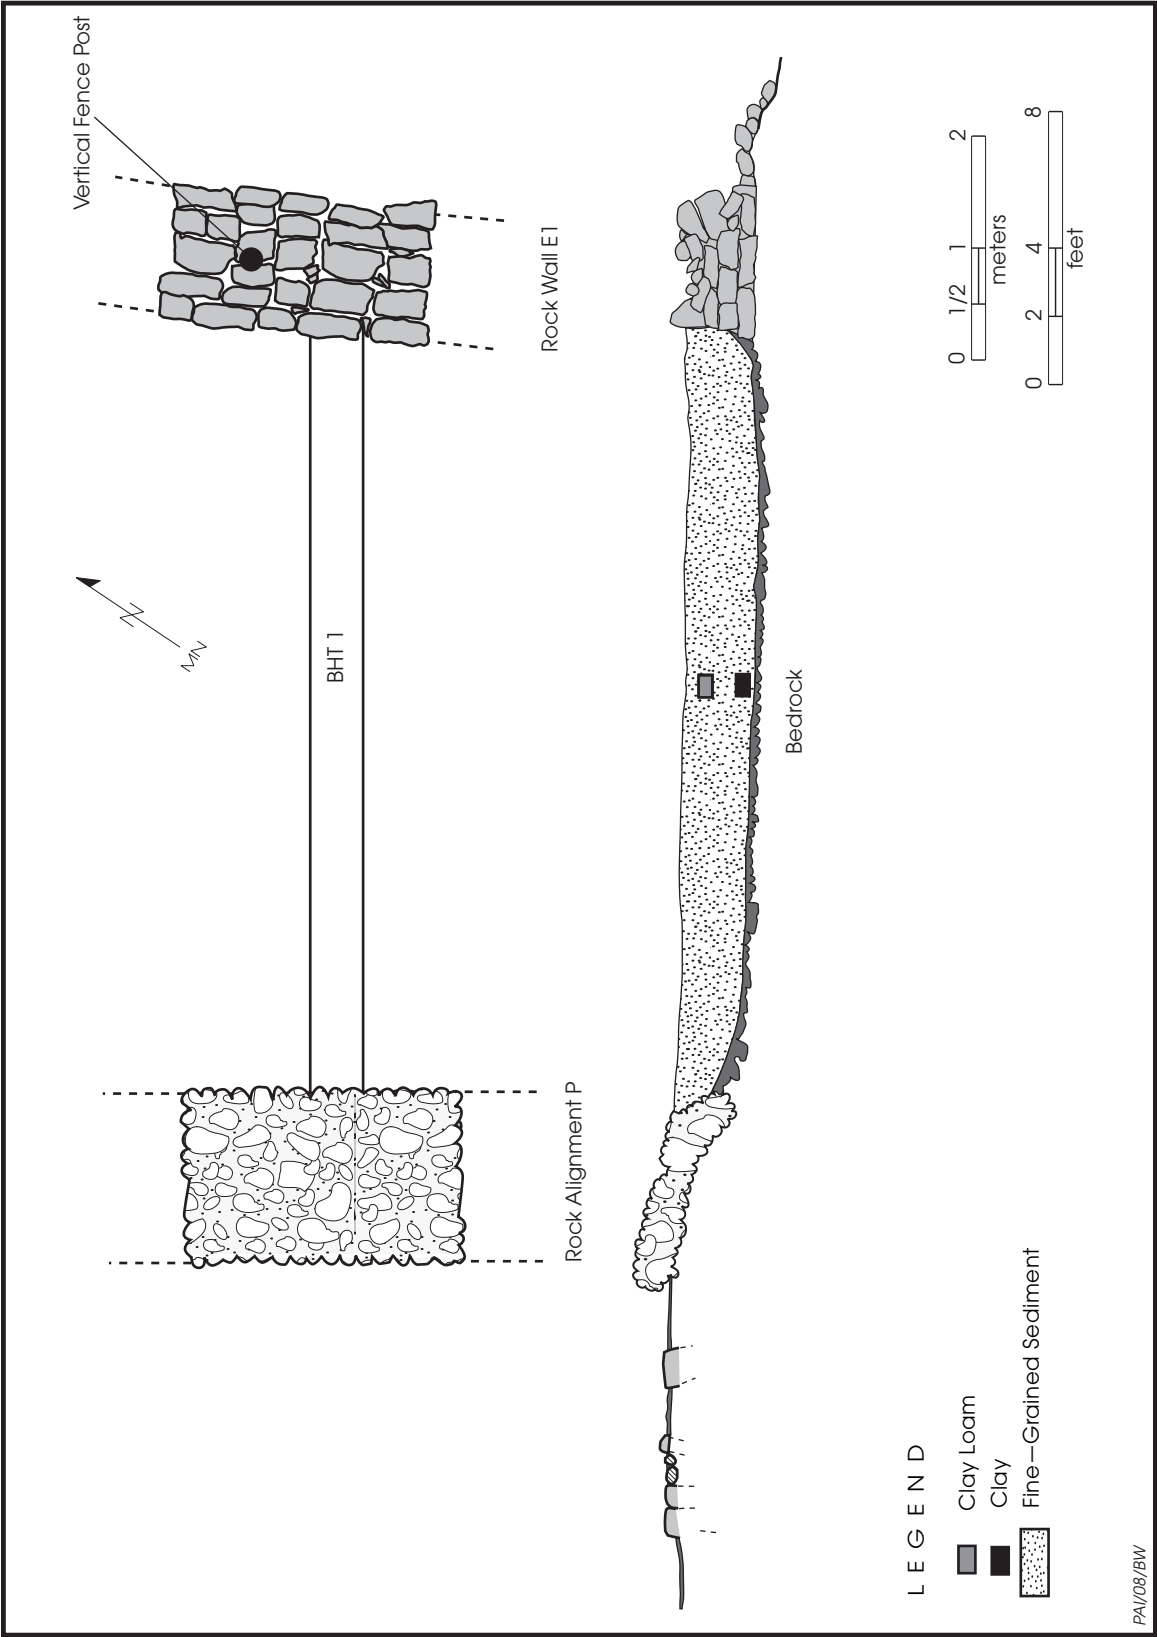 Vertical Fence Post
Rock Wall E1
N
MN
BHT 1
Rock Alignment P
Bedrock
0 1/2 1 2
meters
0 2 4 8
feet
LEGEND
Clay Loam
Clay
Fine–Grained Sediment
PAI/08/BW